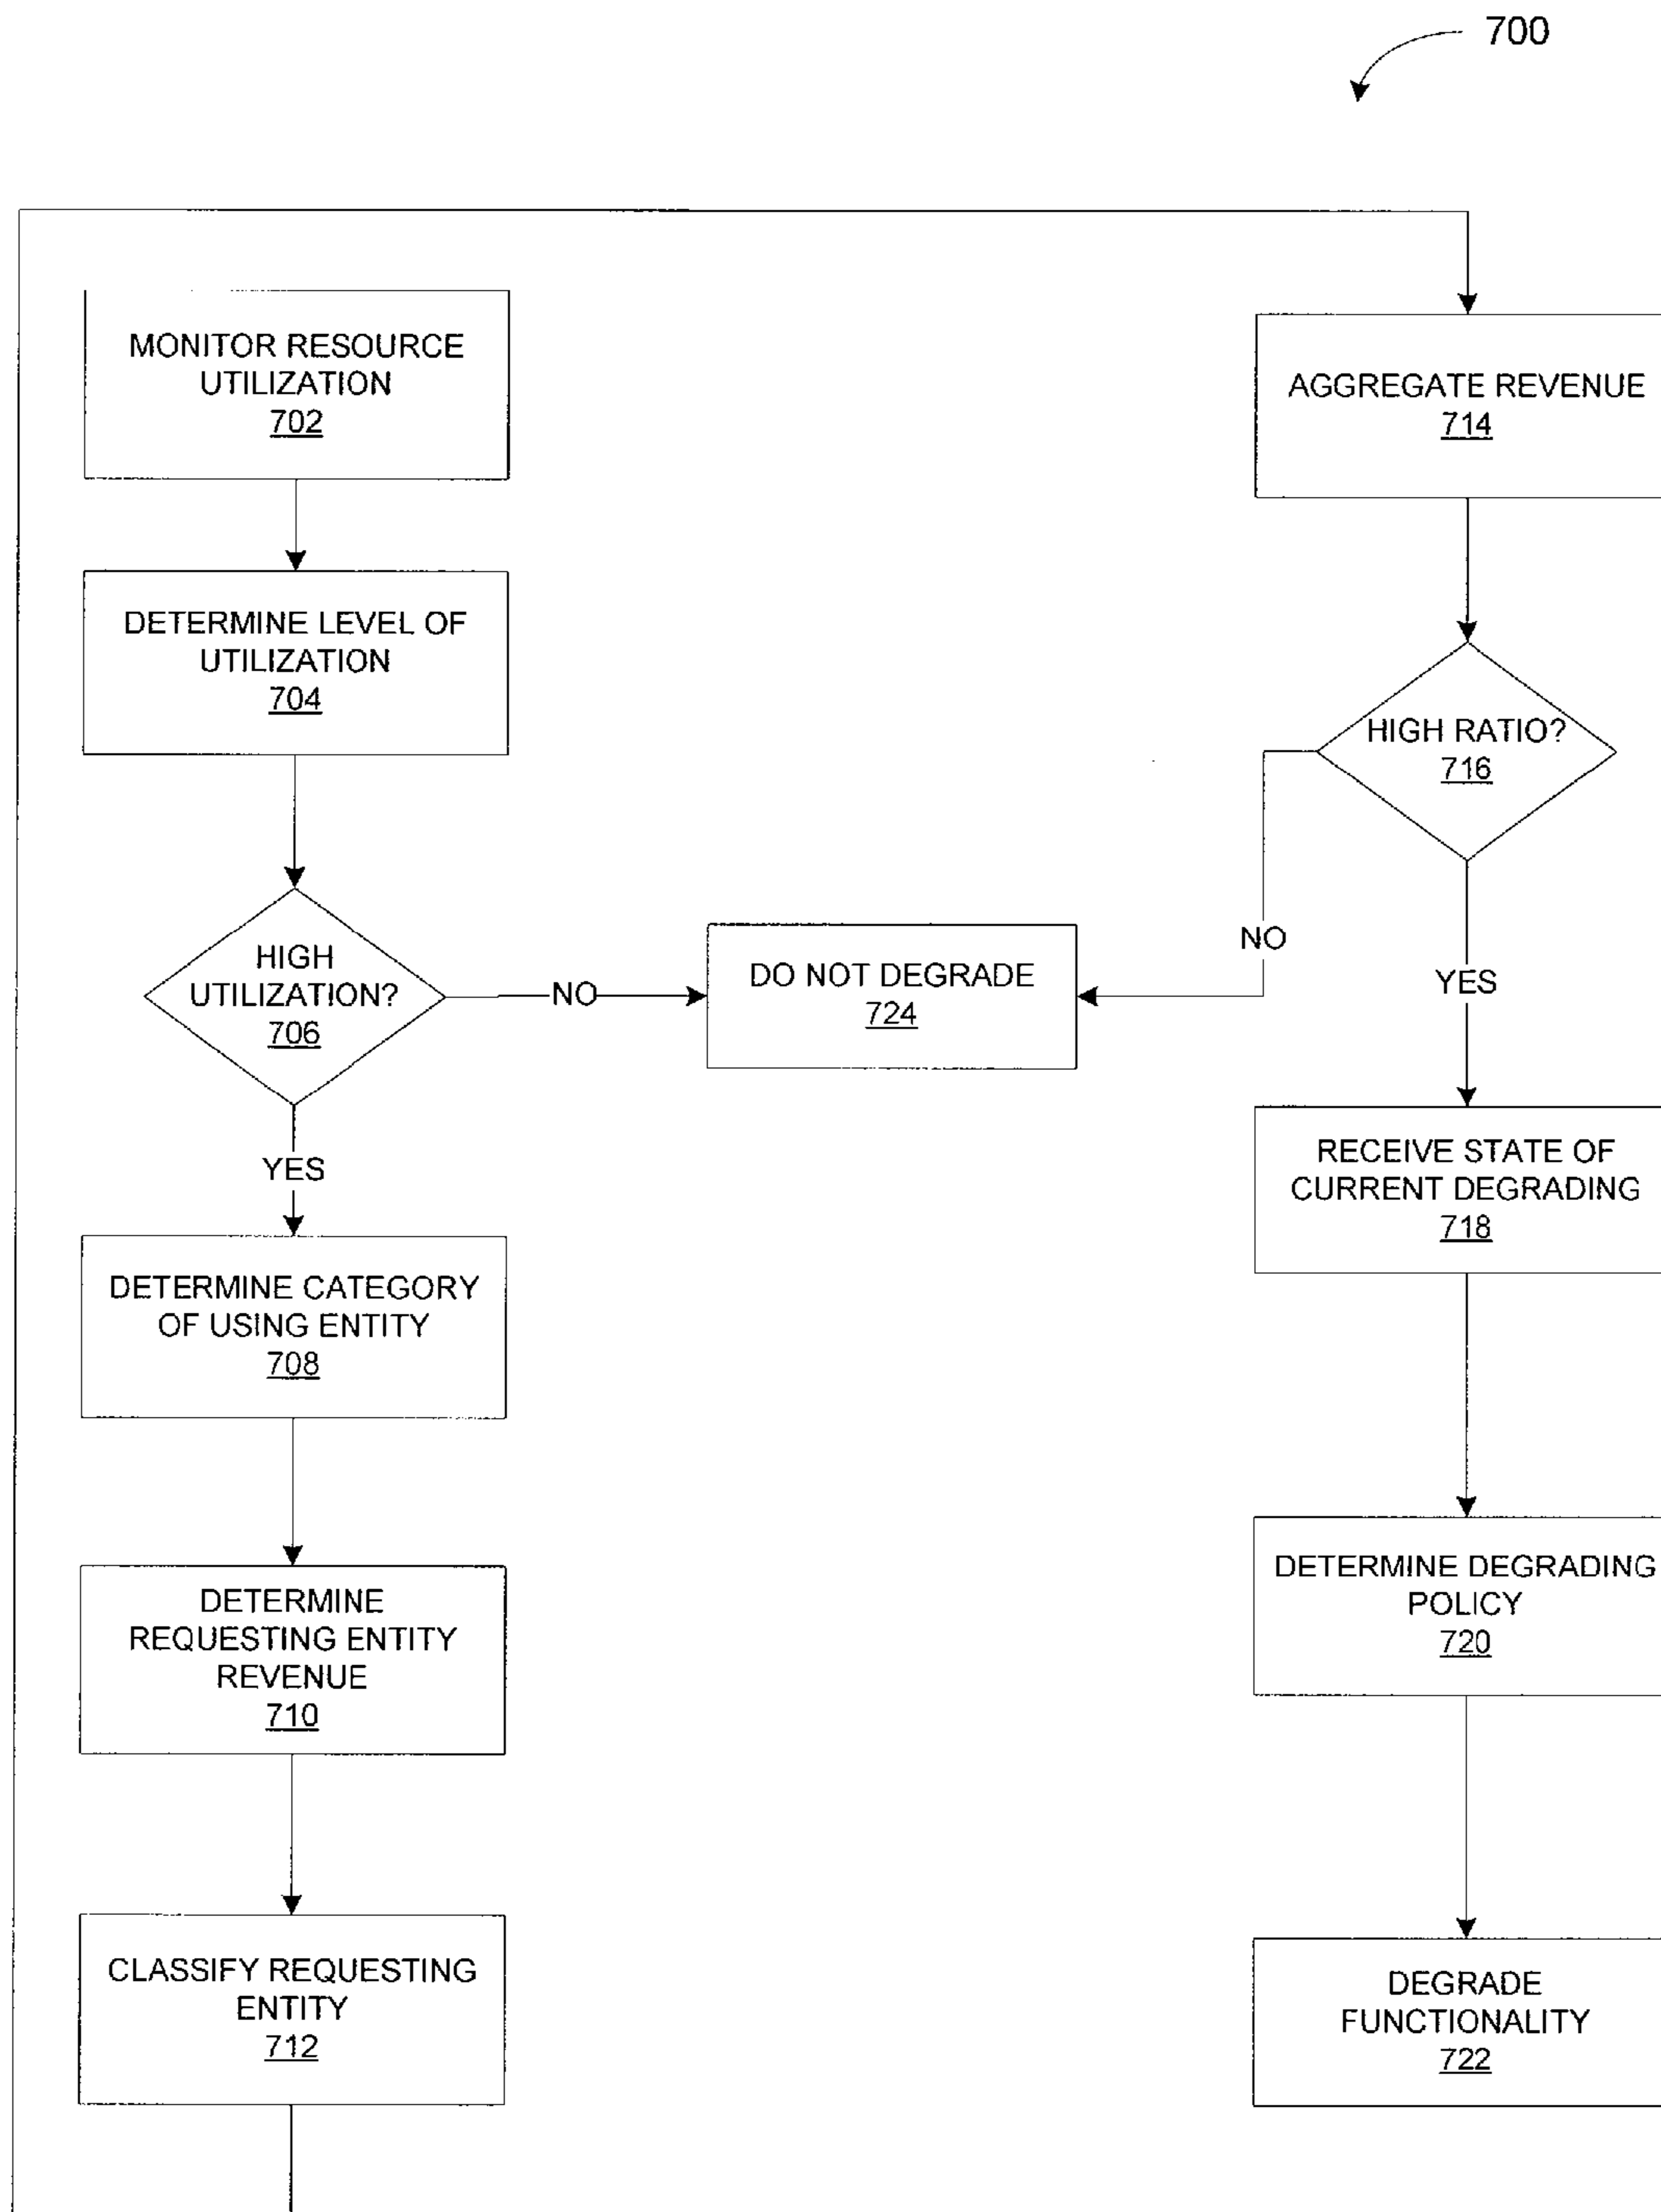 700
MONITOR RESOURCE
UTILIZATION
702
DETERMINE LEVEL OF
UTILIZATION
704
HIGH
UTILIZATION?
706
NO
YES
DETERMINE CATEGORY
OF USING ENTITY
708
DETERMINE
REQUESTING ENTITY
REVENUE
710
CLASSIFY REQUESTING
ENTITY
712
DO NOT DEGRADE
724
AGGREGATE REVENUE
714
HIGH RATIO?
716
NO
YES
RECEIVE STATE OF
CURRENT DEGRADING
718
DETERMINE DEGRADING
POLICY
720
DEGRADE
FUNCTIONALITY
722